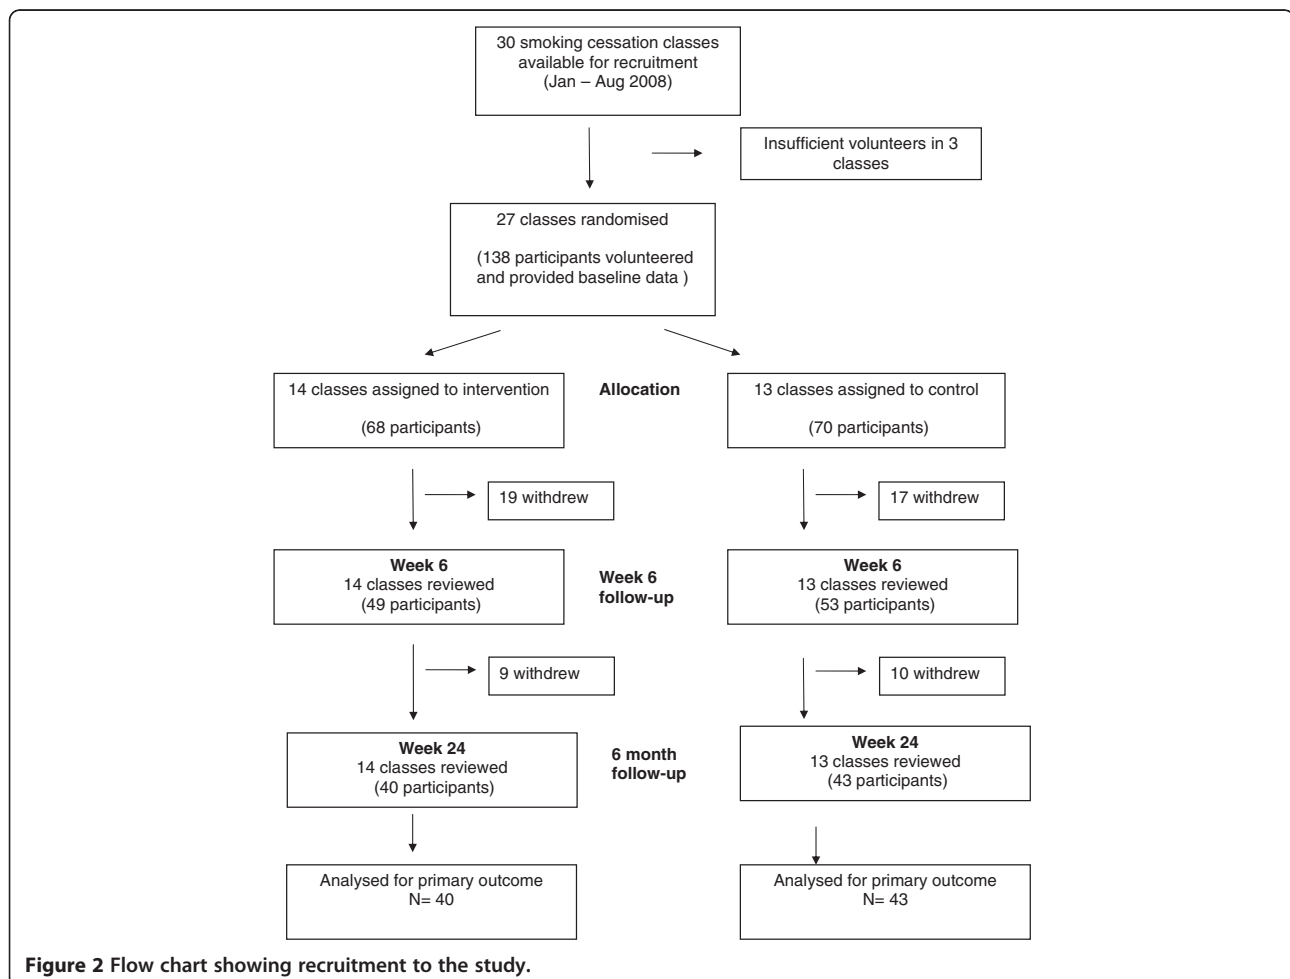 30 smoking cessation classes
available for recruitment
(Jan – Aug 2008)
Insufficient volunteers in 3
classes
27 classes randomised
(138 participants volunteered
and provided baseline data )
14 classes assigned to intervention
(68 participants)
Allocation
13 classes assigned to control
(70 participants)
19 withdrew
17 withdrew
Week 6
14 classes reviewed
(49 participants)
Week 6
follow-up
Week 6
13 classes reviewed
(53 participants)
9 withdrew
10 withdrew
Week 24
14 classes reviewed
(40 participants)
6 month
follow-up
Week 24
13 classes reviewed
(43 participants)
Analysed for primary outcome
N= 40
Analysed for primary outcome
N= 43
Figure 2 Flow chart showing recruitment to the study.